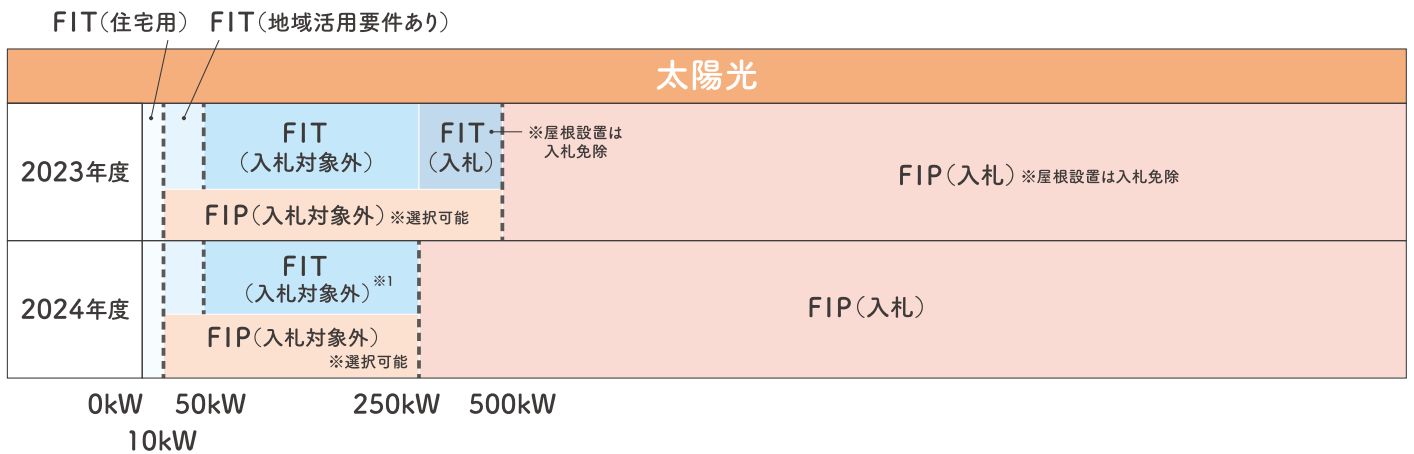 FIT（住宅用） FIT（地域活用要件あり）
太陽光
2023年度
FIT
（入札対象外）
FIT
（入札）
※屋根設置は
入札免除
FIP（入札対象外）※選択可能
FIP（入札）※屋根設置は入札免除
2024年度
FIT
（入札対象外）※1
FIP（入札対象外）
※選択可能
FIP（入札）
0kW 50kW 250kW 500kW
10kW